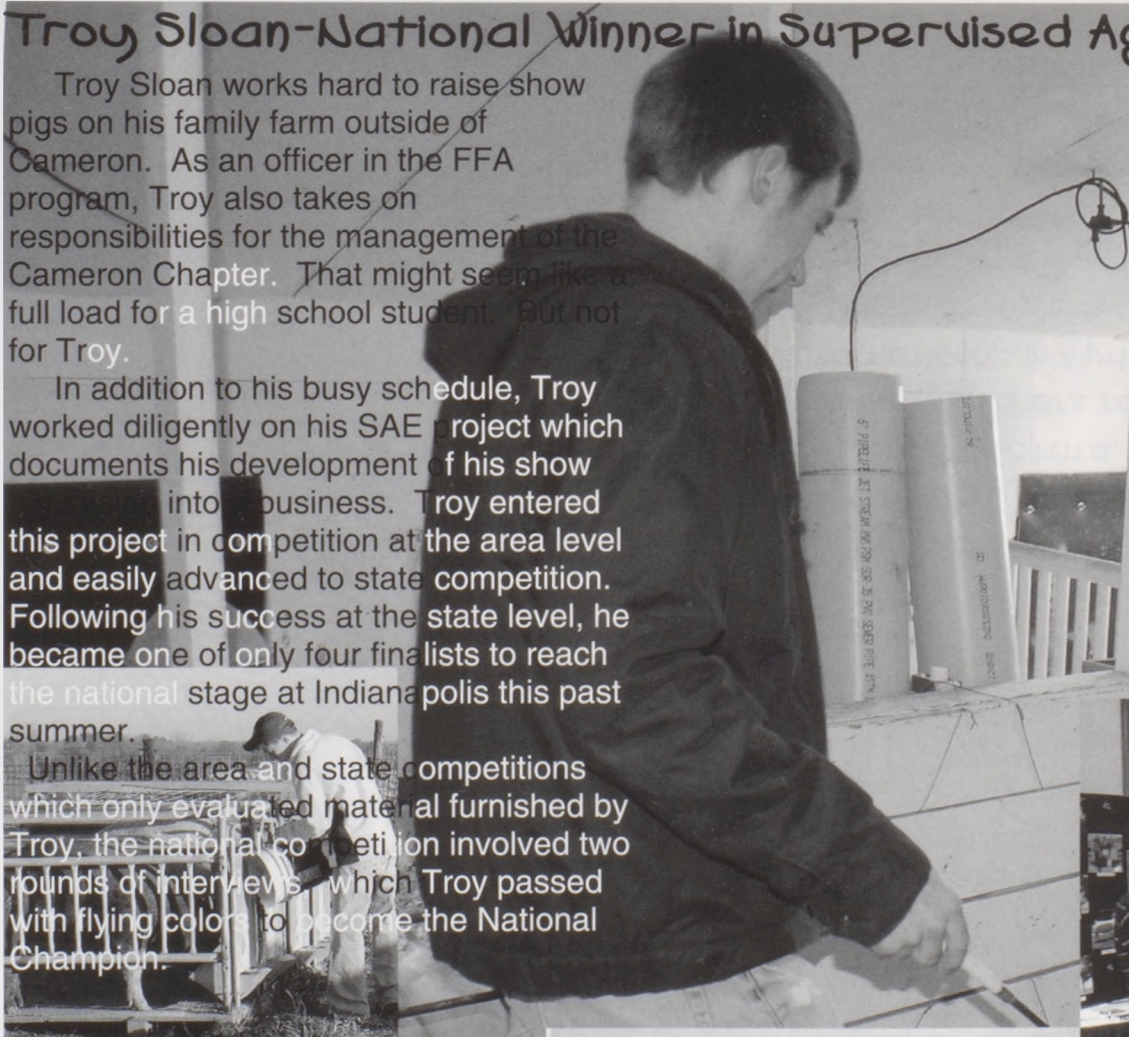 Troy Sloan-National Winner in Supervised Ag
Troy Sloan works hard to raise show
pigs on his family farm outside of
Cameron. As an officer in the FFA
program, Troy also takes on
responsibilities for the management of the
Cameron Chapter. That might seem like a
full load for a high school student. But not
for Troy.
In addition to his busy schedule, Troy
worked diligently on his SAE project which
documents his development of his show
into business. Troy entered
this project in competition at the area level
and easily advanced to state competition.
Following his success at the state level, he
became one of only four finalists to reach
the national stage at Indianapolis this past
summer.
Unlike the area and state competitions
which only evaluated material furnished by
Troy, the national competition involved two
rounds of interviews, which Troy passed
with flying colors to become the National
Champion.